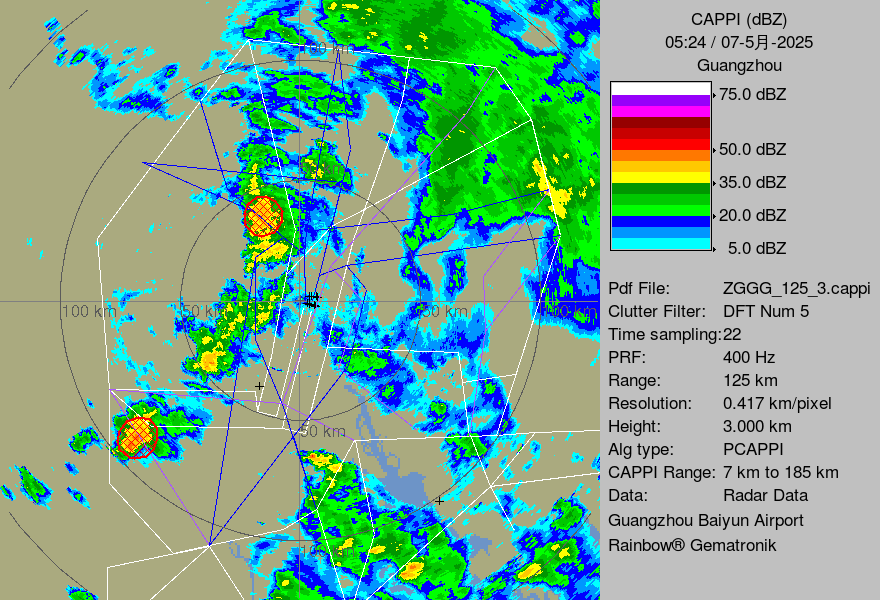 CAPPI (dBZ)
05:24 / 07-5月-2025
Guangzhou
75.0 dBZ
50.0 dBZ
35.0 dBZ
20.0 dBZ
5.0 dBZ
Pdf File: ZGGG_125_3.cappi
Clutter Filter: DFT Num 5
Time sampling:22
PRF: 400 Hz
Range: 125 km
Resolution: 0.417 km/pixel
Height: 3.000 km
Alg type: PCAPPI
CAPPI Range: 7 km to 185 km
Data: Radar Data
Guangzhou Baiyun Airport
Rainbow® Gematronik
100 km
100 km 50 km 50 km 100 km
50 km
100 km